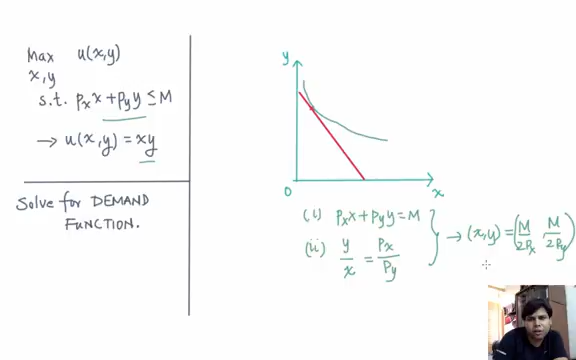 Max u(x,y)
x,y
s.t. Pxx + Pyy ≤ M
→ u(x,y) = xy
Solve for DEMAND
FUNCTION.
y
0
x
(i) Pxx + Pyy = M
(ii) y/x = Px/Py
→ (x,y) = (M/2Px, M/2Py)